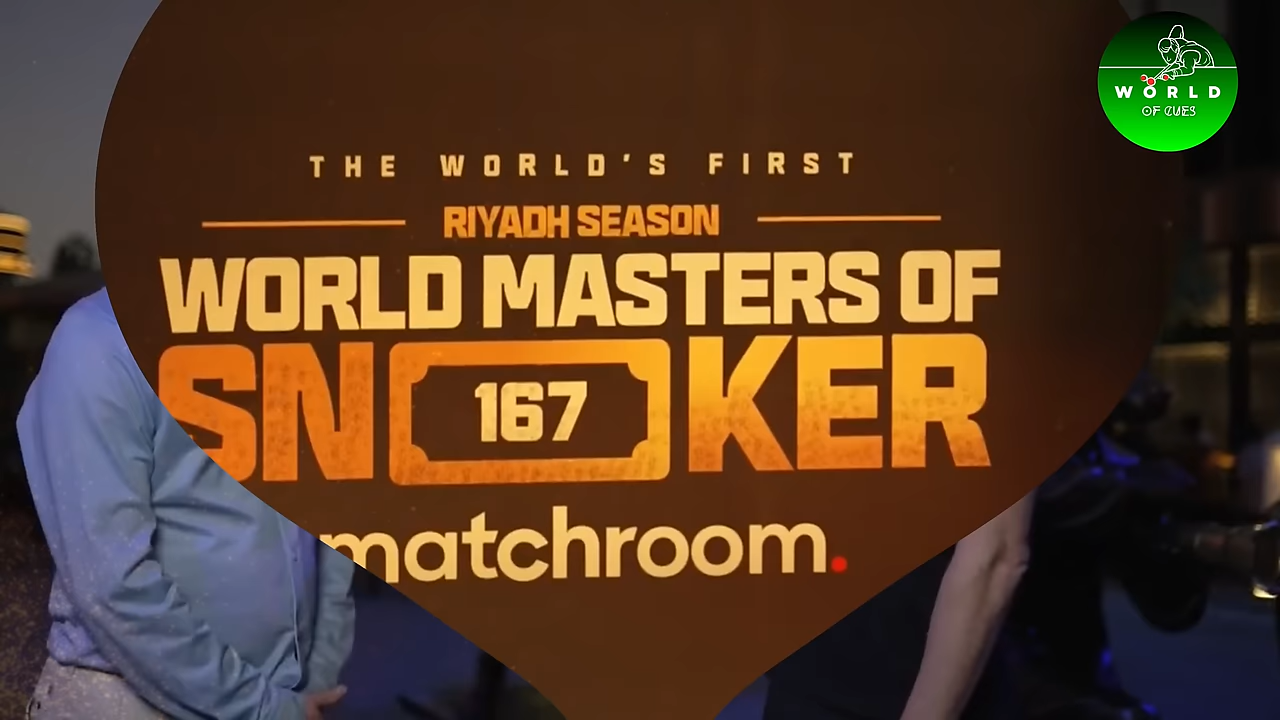 THE WORLD'S FIRST
RIYADH SEASON
WORLD MASTERS OF
SN 167 KER
matchroom.
WORLD
OF CUES